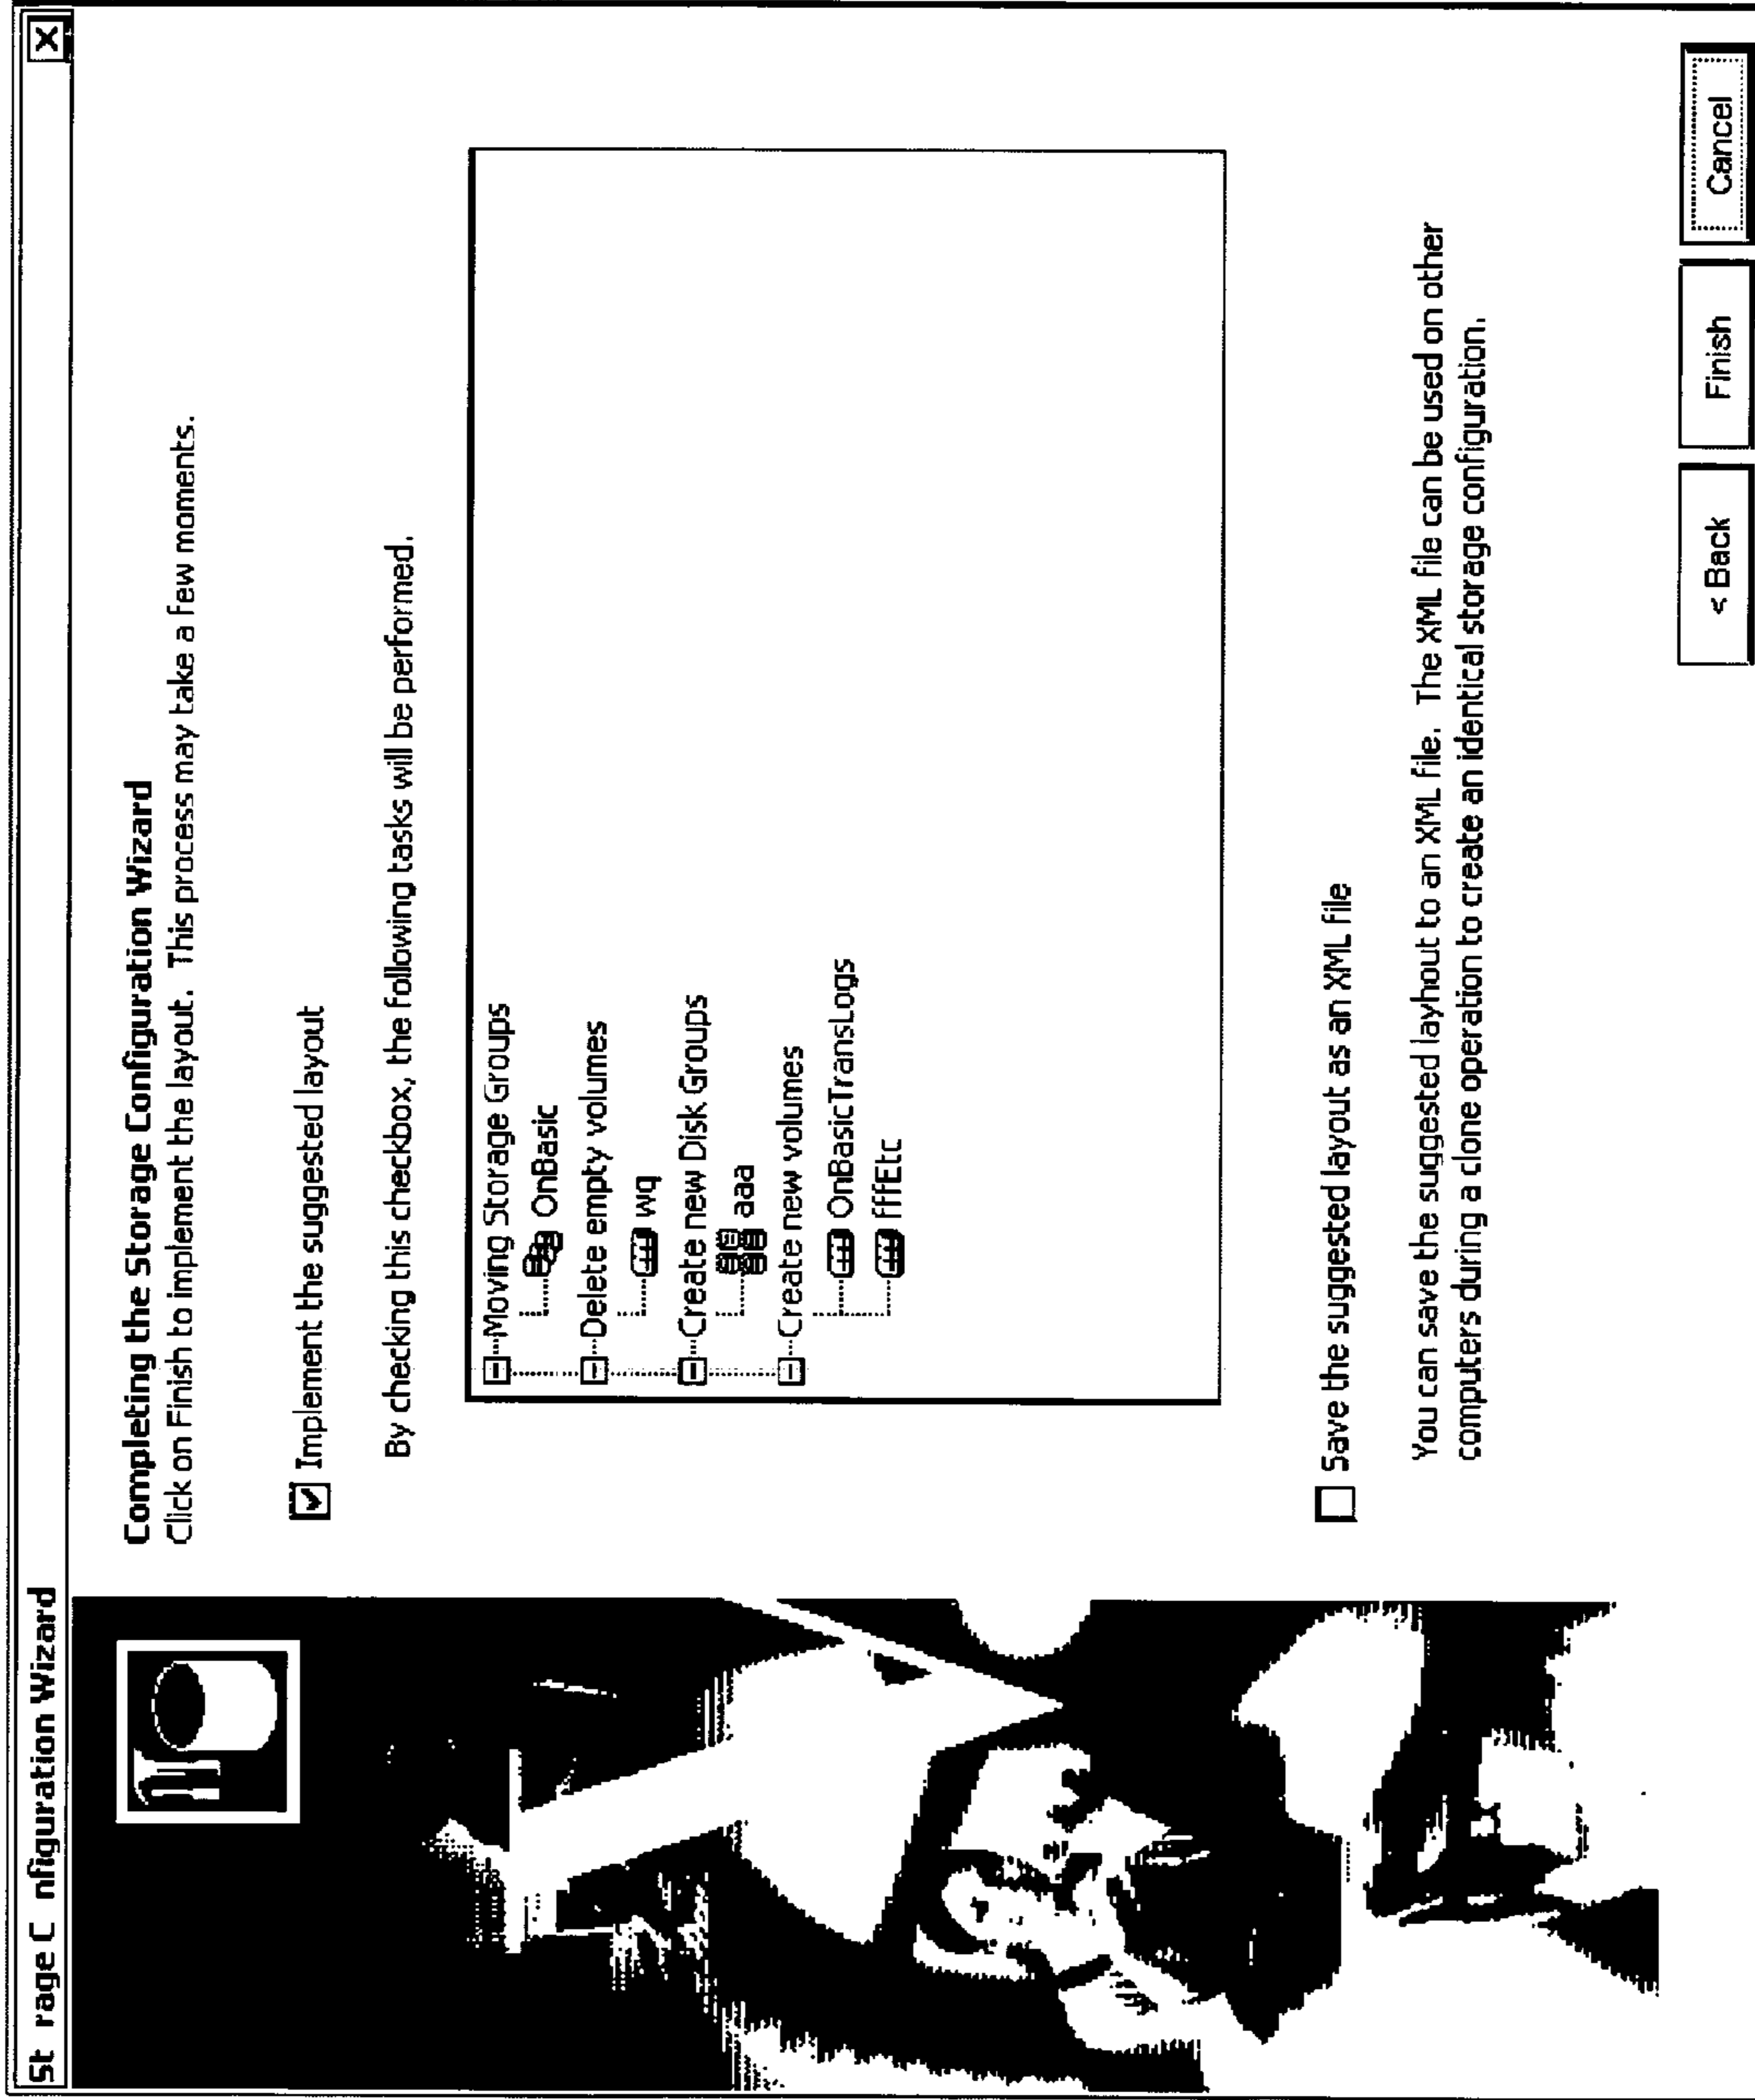 St rage C nfiguration Wizard
Completing the Storage Configuration Wizard
Click on Finish to implement the layout. This process may take a few moments.
Implement the suggested layout
By checking this checkbox, the following tasks will be performed.
Moving Storage Groups
OnBasic
Delete empty volumes
wq
Create new Disk Groups
aaa
Create new volumes
OnBasicTransLogs
fffEtc
Save the suggested layout as an XML file
You can save the suggested layhout to an XML file. The XML file can be used on other
computers during a clone operation to create an identical storage configuration.
< Back Finish Cancel